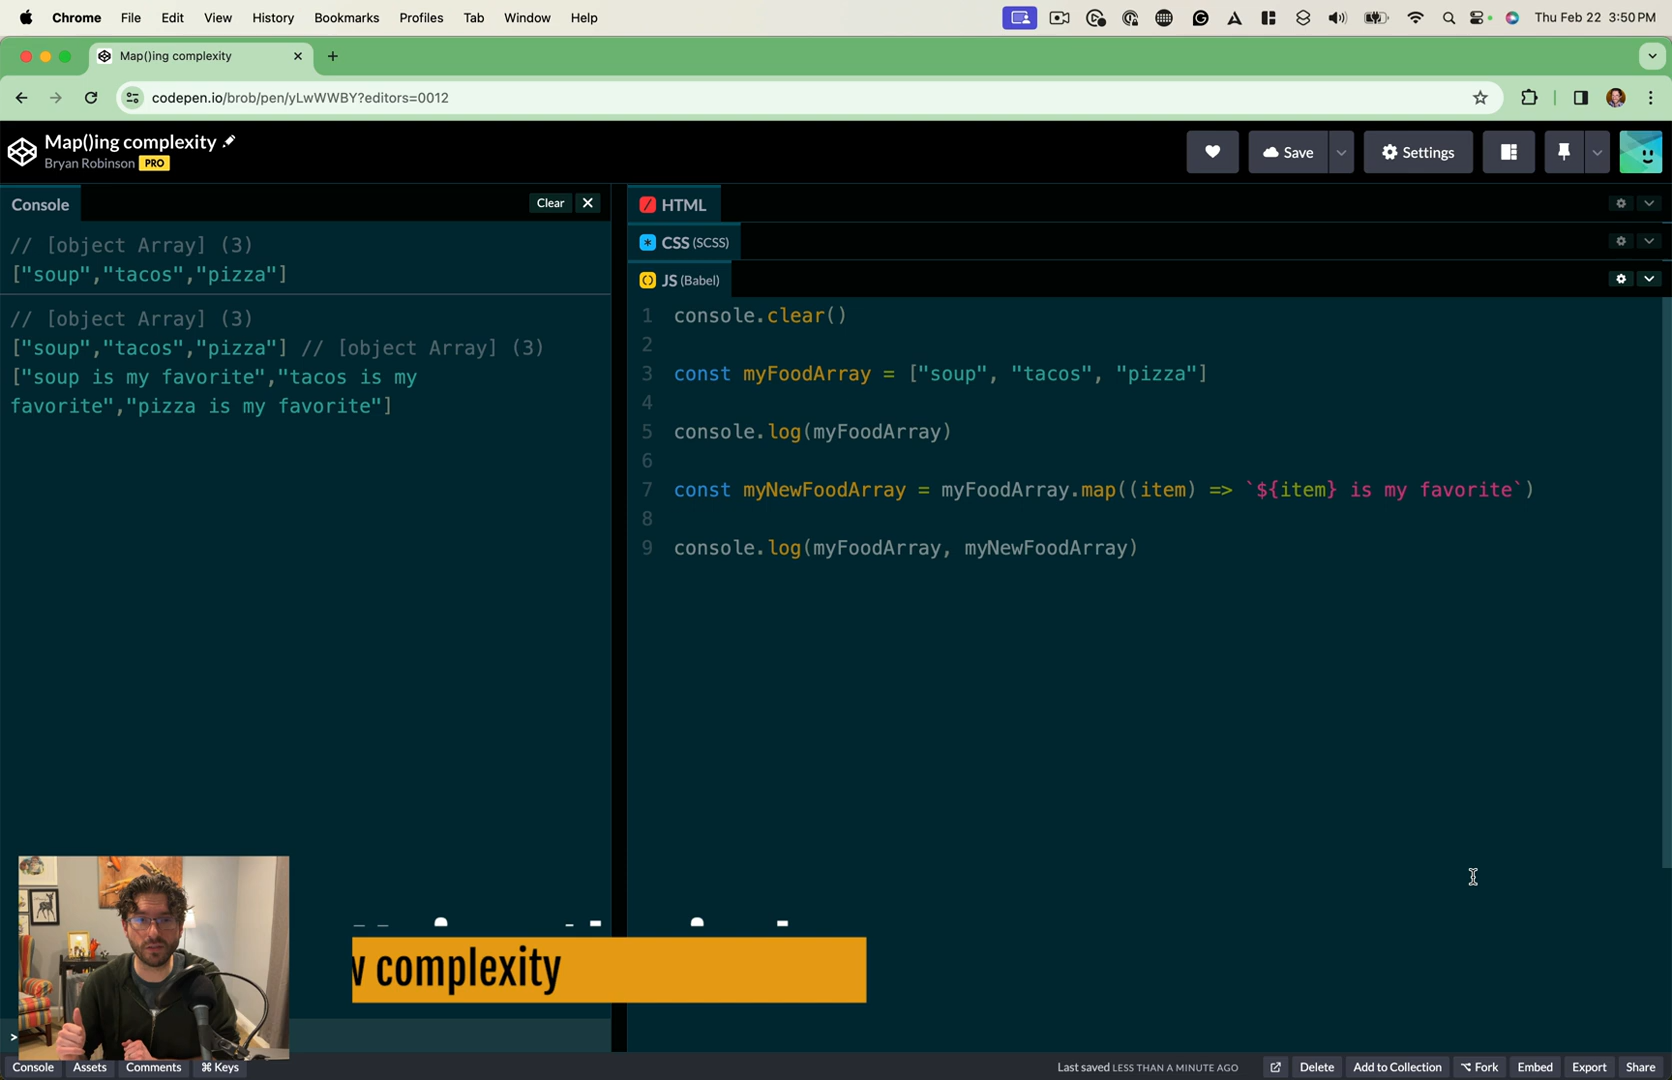 Chrome File Edit View History Bookmarks Profiles Tab Window Help Thu Feb 22 3:50 PM
Map()ing complexity
codepen.io/brob/pen/yLwWWBY?editors=0012
Map()ing complexity
Bryan Robinson PRO
Save Settings
Console Clear
// [object Array] (3)
["soup","tacos","pizza"]
// [object Array] (3)
["soup","tacos","pizza"] // [object Array] (3)
["soup is my favorite","tacos is my
favorite","pizza is my favorite"]
HTML
CSS (SCSS)
JS (Babel)
1 console.clear()
2
3 const myFoodArray = ["soup", "tacos", "pizza"]
4
5 console.log(myFoodArray)
6
7 const myNewFoodArray = myFoodArray.map((item) => `${item} is my favorite`)
8
9 console.log(myFoodArray, myNewFoodArray)
complexity
>
Console Assets Comments ⌘ Keys Last saved LESS THAN A MINUTE AGO Delete Add to Collection ⌥ Fork Embed Export Share